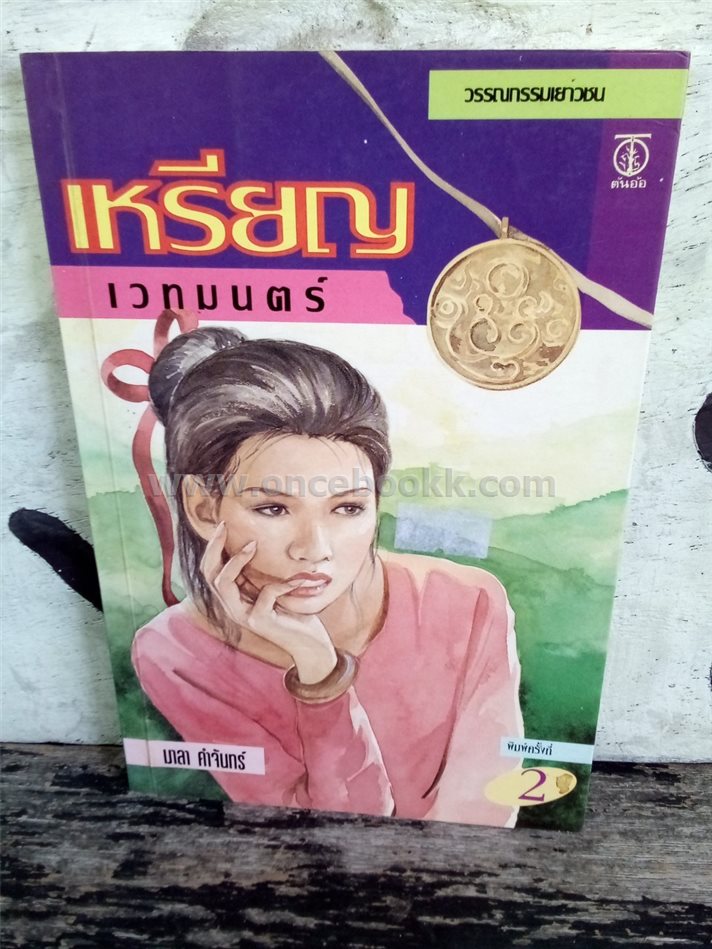 วรรณกรรมเยาวชน
ต้นอ้อ
เหรียญ
เวทมนตร์
www.oncebookk.com
มาลา คำจันทร์
พิมพ์ครั้งที่
2